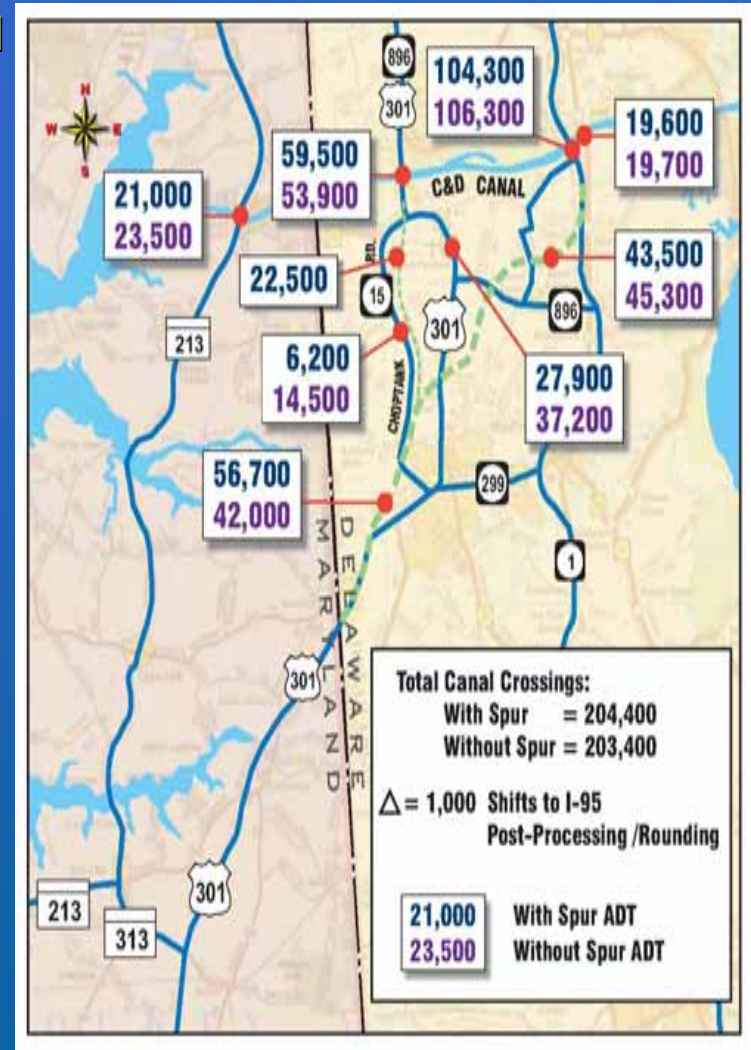 N
W E
S
896
301
104,300
106,300
19,600
19,700
59,500
53,900
C&D CANAL
21,000
23,500
22,500
RD.
15
43,500
45,300
301
896
213
6,200
14,500
CHOPTANK
27,900
37,200
56,700
42,000
299
1
MARYLAND
DELAWARE
301
Total Canal Crossings:
With Spur = 204,400
Without Spur = 203,400
△ = 1,000 Shifts to I-95
Post-Processing /Rounding
21,000 With Spur ADT
23,500 Without Spur ADT
301
213
313